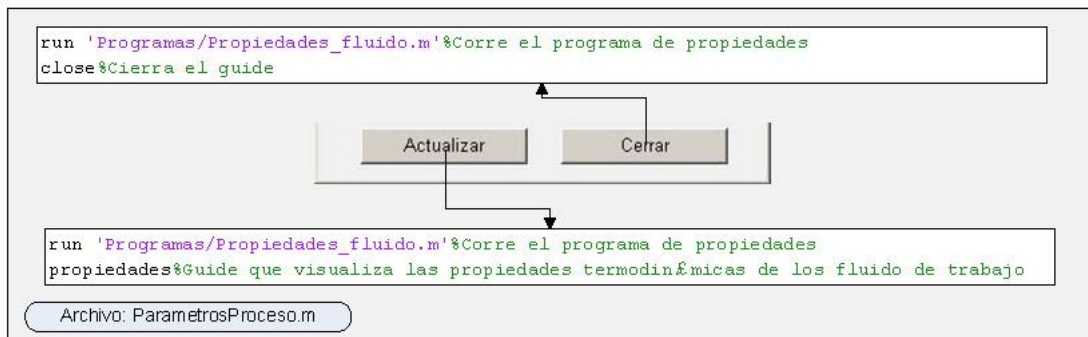 run 'Programas/Propiedades_fluido.m'%Corre el programa de propiedades
close%Cierra el guide
Actualizar
Cerrar
run 'Programas/Propiedades_fluido.m'%Corre el programa de propiedades
propiedades%Guide que visualiza las propiedades termodin£micas de los fluido de trabajo
Archivo: ParametrosProceso.m